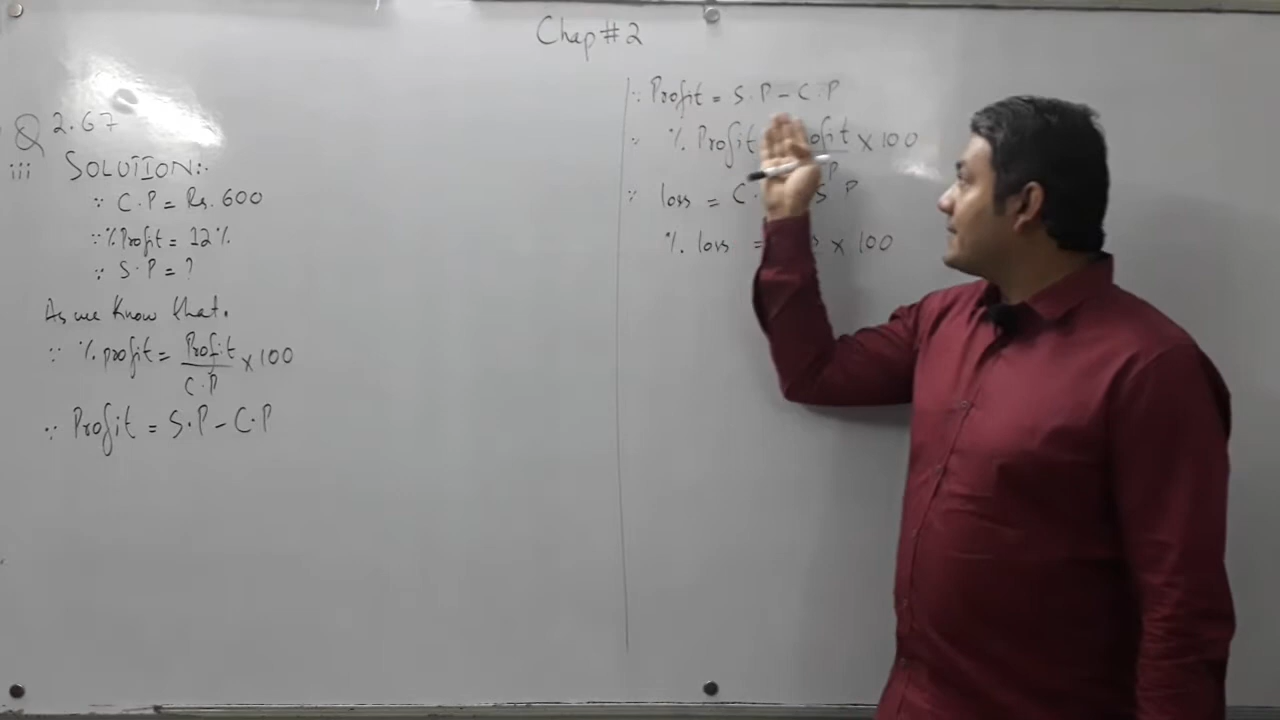 Chap # 2
Q 2.67
iii SOLUTION:-
∵ C.P = Rs. 600
∵ % Profit = 12 %
∵ S.P = ?
As we Know that.
∵ % profit = Profit/C.P × 100
∵ Profit = S.P - C.P
∵ Profit = S.P - C.P
∵ % Profit × 100
∵ loss = C. S P
% loss = × 100